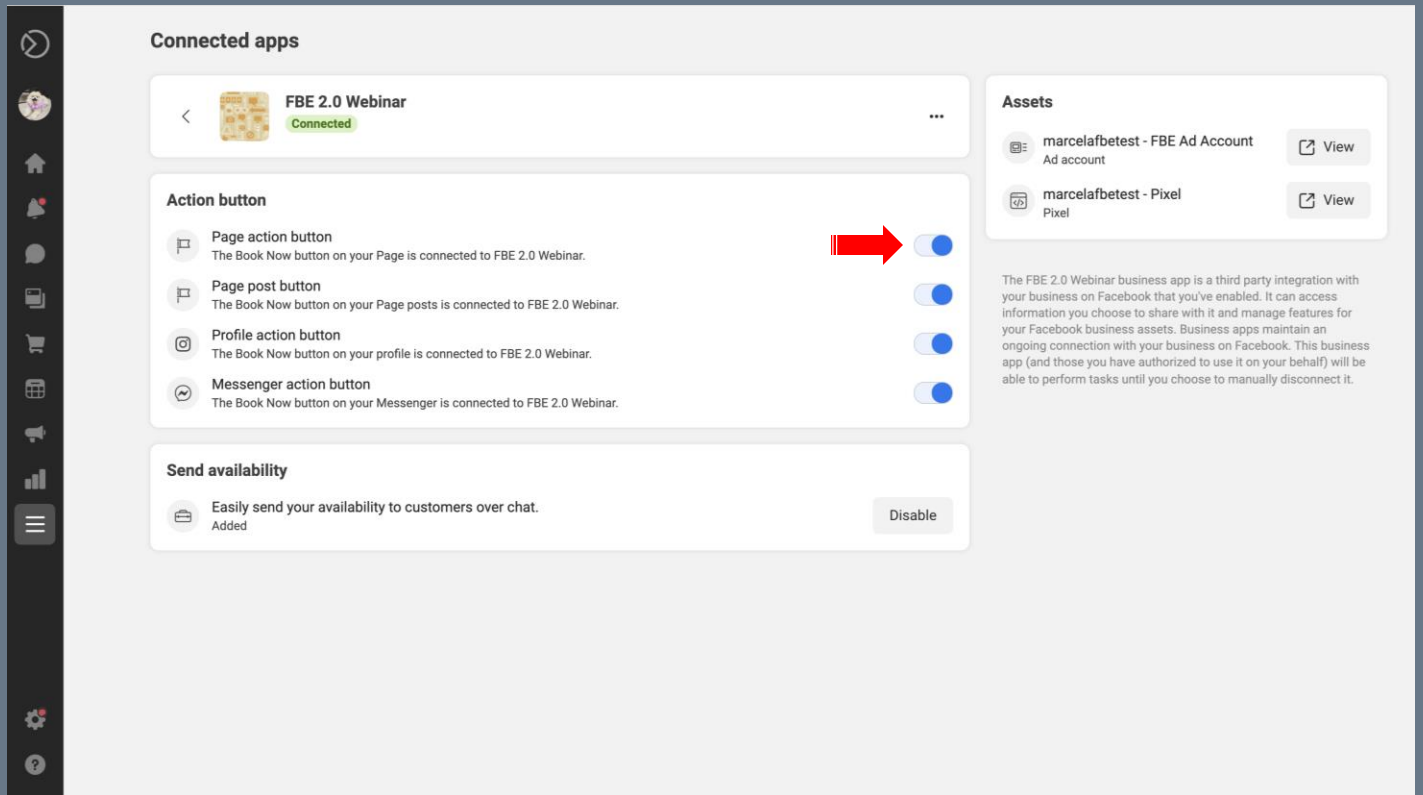 Connected apps
FBE 2.0 Webinar
Connected
Action button
Page action button
The Book Now button on your Page is connected to FBE 2.0 Webinar.
Page post button
The Book Now button on your Page posts is connected to FBE 2.0 Webinar.
Profile action button
The Book Now button on your profile is connected to FBE 2.0 Webinar.
Messenger action button
The Book Now button on your Messenger is connected to FBE 2.0 Webinar.
Send availability
Easily send your availability to customers over chat.
Added
Disable
Assets
marcelafbetest - FBE Ad Account
Ad account
View
marcelafbetest - Pixel
Pixel
View
The FBE 2.0 Webinar business app is a third party integration with
your business on Facebook that you've enabled. It can access
information you choose to share with it and manage features for
your Facebook business assets. Business apps maintain an
ongoing connection with your business on Facebook. This business
app (and those you have authorized to use it on your behalf) will be
able to perform tasks until you choose to manually disconnect it.